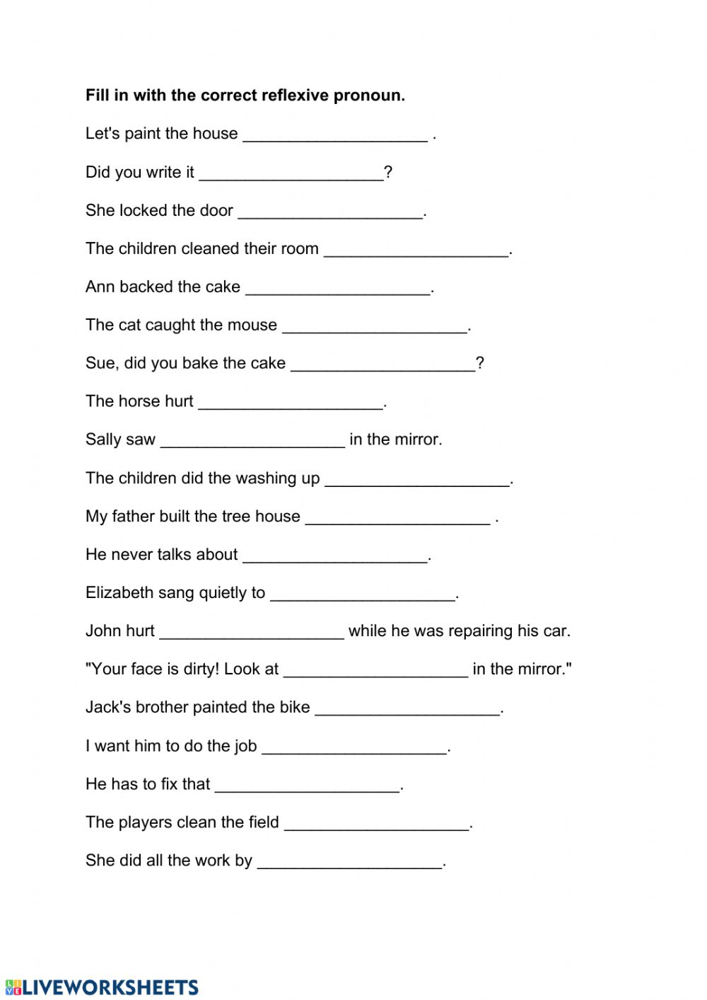 Fill in with the correct reflexive pronoun.
Let's paint the house ____________________ .
Did you write it ____________________?
She locked the door ____________________.
The children cleaned their room ____________________.
Ann backed the cake ____________________.
The cat caught the mouse ____________________.
Sue, did you bake the cake ____________________?
The horse hurt ____________________.
Sally saw ____________________ in the mirror.
The children did the washing up ____________________.
My father built the tree house ____________________ .
He never talks about ____________________.
Elizabeth sang quietly to ____________________.
John hurt ____________________ while he was repairing his car.
"Your face is dirty! Look at ____________________ in the mirror."
Jack's brother painted the bike ____________________.
I want him to do the job ____________________.
He has to fix that ____________________.
The players clean the field ____________________.
She did all the work by ____________________.
LIVE LIVEWORKSHEETS